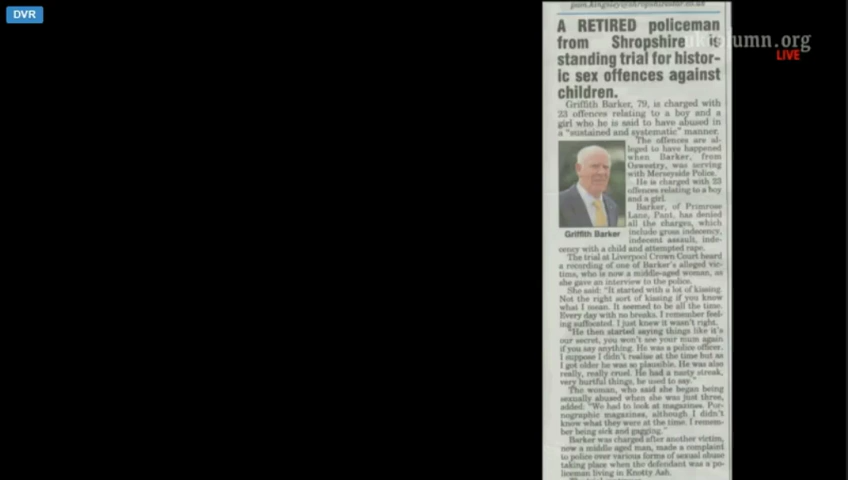 DVR
pam.kingsley@shropshirestar.co.uk
ukcolumn.org
LIVE
A RETIRED policeman
from Shropshire is
standing trial for histor-
ic sex offences against
children.
Griffith Barker, 79, is charged with
23 offences relating to a boy and a
girl who he is said to have abused in
a "sustained and systematic" manner.
The offences are al-
leged to have happened
when Barker, from
Oswestry, was serving
with Merseyside Police.
He is charged with 23
offences relating to a boy
and a girl.
Barker, of Primrose
Lane, Pant, has denied
all the charges, which
include gross indecency,
indecent assault, inde-
cency with a child and attempted rape.
Griffith Barker
The trial at Liverpool Crown Court heard
a recording of one of Barker's alleged vic-
tims, who is now a middle-aged woman, as
she gave an interview to the police.
She said: "It started with a lot of kissing.
Not the right sort of kissing if you know
what I mean. It seemed to be all the time.
Every day with no breaks. I remember feel-
ing suffocated. I just knew it wasn't right.
"He then started saying things like it's
our secret, you won't see your mum again
if you say anything. He was a police officer.
I suppose I didn't realise at the time but as
I got older he was so plausible. He was also
really, really cruel. He had a nasty streak,
very hurtful things, he used to say."
The woman, who said she began being
sexually abused when she was just three,
added: "We had to look at magazines. Por-
nographic magazines, although I didn't
know what they were at the time. I remem-
ber being sick and gagging."
Barker was charged after another victim,
now a middle aged man, made a complaint
to police over various forms of sexual abuse
taking place when the defendant was a po-
liceman living in Knotty Ash.